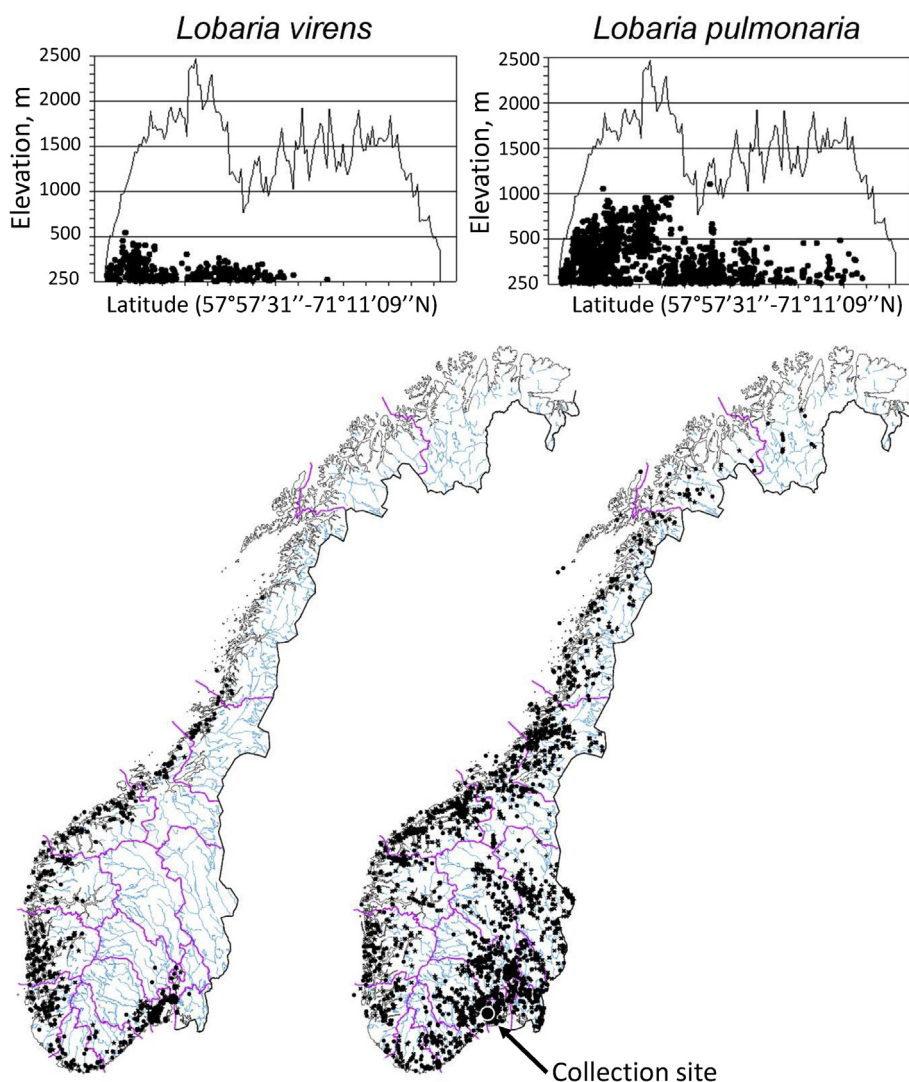 Lobaria virens
Lobaria pulmonaria
Elevation, m
2500
2000
1500
1000
500
250
Latitude (57°57′31′′-71°11′09′′N)
Elevation, m
2500
2000
1500
1000
500
250
Latitude (57°57′31′′-71°11′09′′N)
Collection site